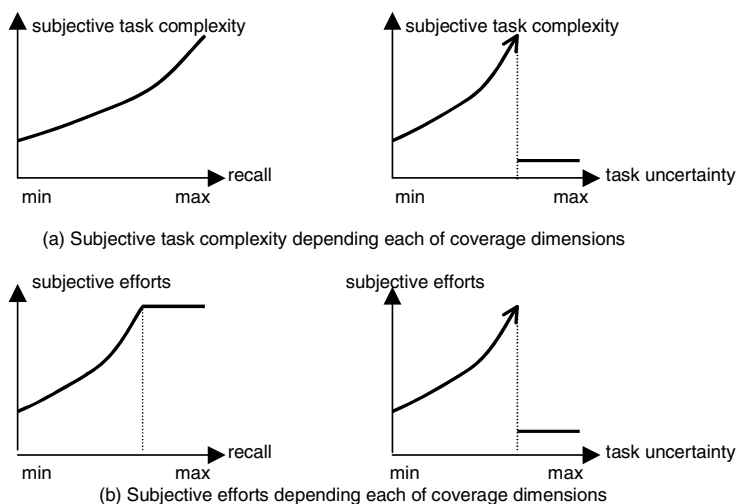 subjective task complexity
subjective task complexity
recall
task uncertainty
min
max
min
max
(a) Subjective task complexity depending each of coverage dimensions
subjective efforts
subjective efforts
recall
task uncertainty
min
max
min
max
(b) Subjective efforts depending each of coverage dimensions